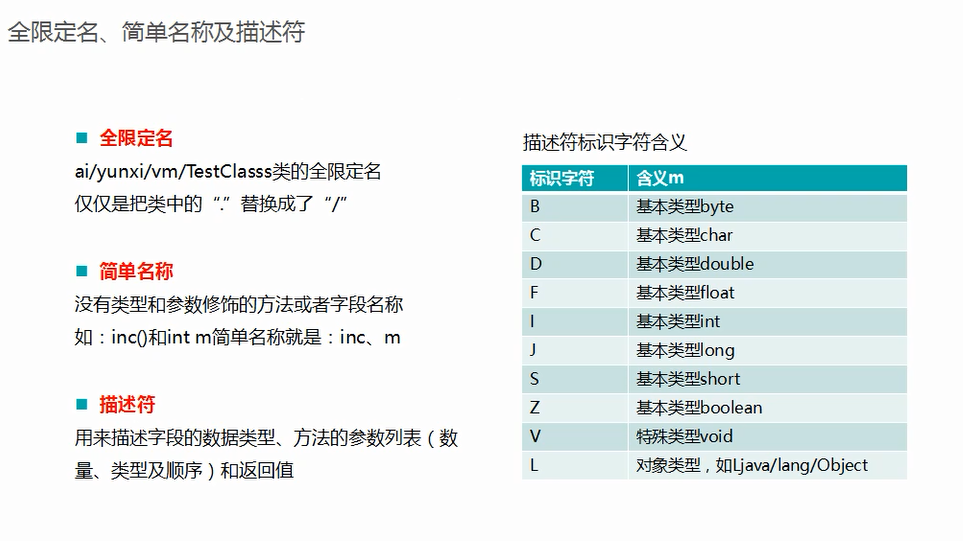 全限定名、简单名称及描述符
■ 全限定名
ai/yunxi/vm/TestClasss类的全限定名
仅仅是把类中的“.”替换成了“/”
■ 简单名称
没有类型和参数修饰的方法或者字段名称
如：inc()和int m简单名称就是：inc、m
■ 描述符
用来描述字段的数据类型、方法的参数列表（数
量、类型及顺序）和返回值
描述符标识字符含义
标识字符 含义m
B 基本类型byte
C 基本类型char
D 基本类型double
F 基本类型float
I 基本类型int
J 基本类型long
S 基本类型short
Z 基本类型boolean
V 特殊类型void
L 对象类型，如Ljava/lang/Object